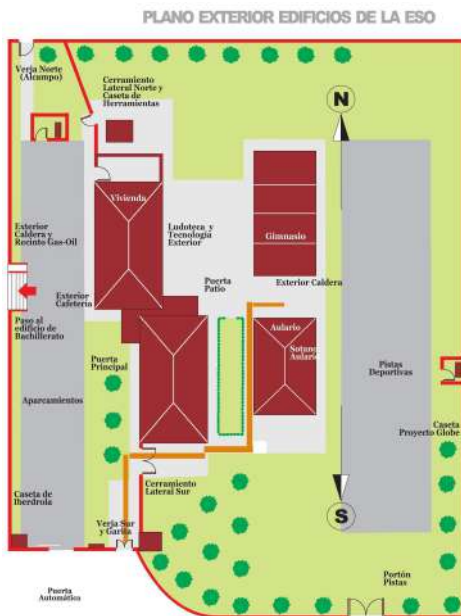 PLANO EXTERIOR EDIFICIOS DE LA ESO
Verja Norte
(Alcampo)
Cerramiento
Lateral Norte y
Caseta de
Herramientas
N
Vivienda
Exterior
Caldera y
Recinto Gas-Oil
Ludoteca y
Tecnología
Exterior
Gimnasio
Exterior
Cafetería
Puerta
Patio
Exterior Caldera
Paso al
edificio de
Bachillerato
Puerta
Principal
Aulario
Sotano
Aulario
Pistas
Deportivas
Aparcamientos
Caseta
Proyecto Globe
Caseta de
Iberdrola
Cerramiento
Lateral Sur
S
Verja Sur
y Garita
Puerta
Automática
Portón
Pistas